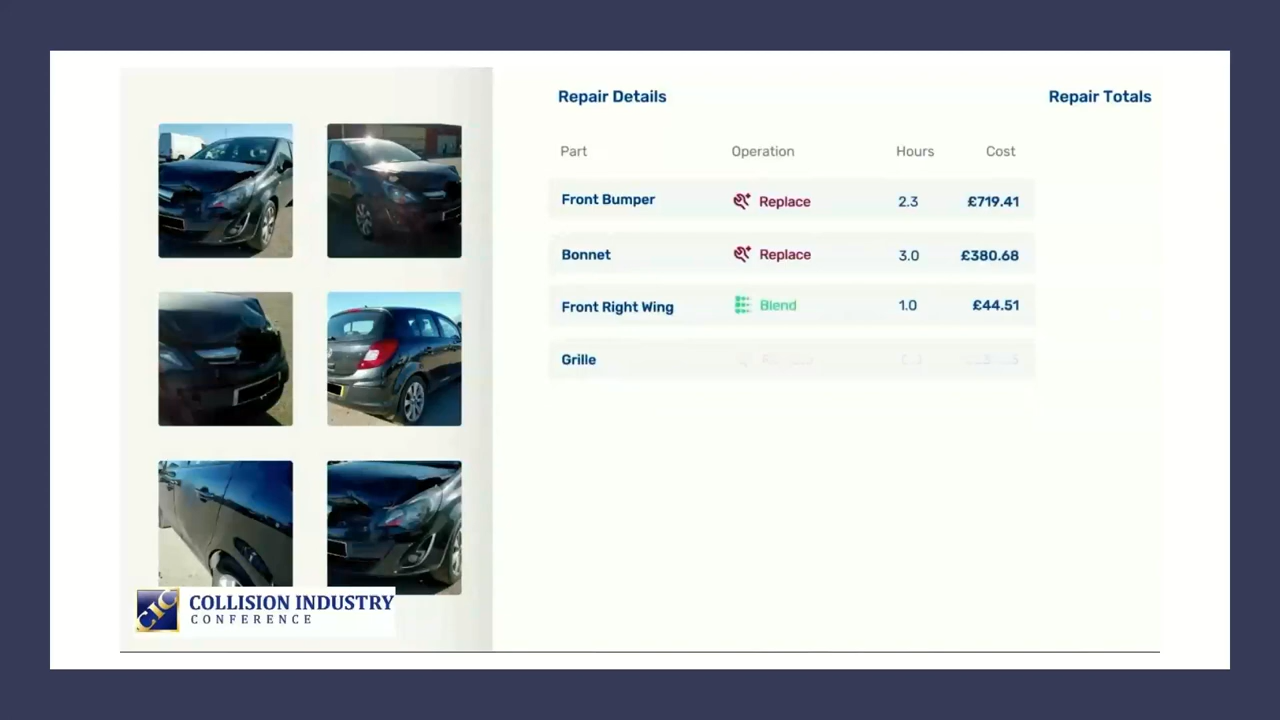 Repair Details
Repair Totals
Part Operation Hours Cost
Front Bumper Replace 2.3 £719.41
Bonnet Replace 3.0 £380.68
Front Right Wing Blend 1.0 £44.51
Grille
CIC
COLLISION INDUSTRY
CONFERENCE